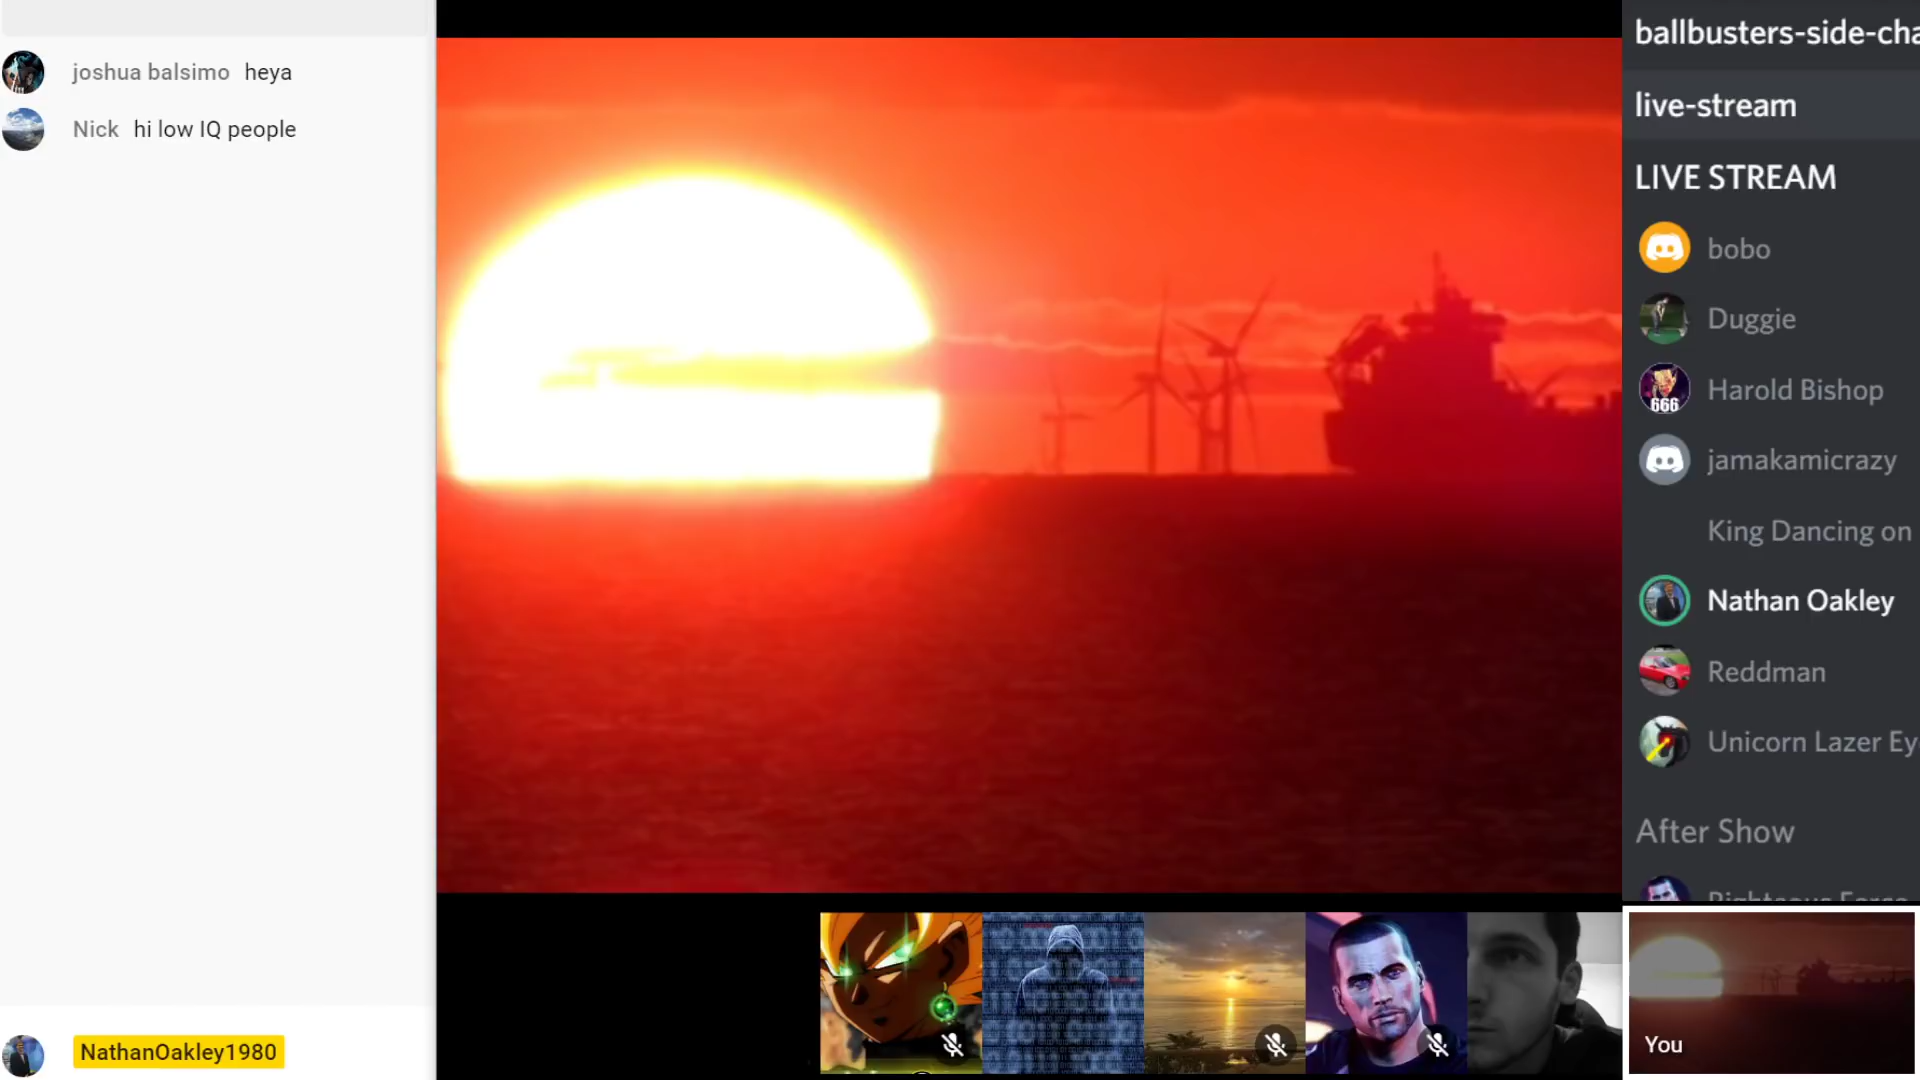 joshua balsimo heya
Nick hi low IQ people
NathanOakley1980
ballbusters-side-cha
live-stream
LIVE STREAM
bobo
Duggie
666
Harold Bishop
jamakamicrazy
King Dancing on
Nathan Oakley
Reddman
Unicorn Lazer Ey
After Show
You